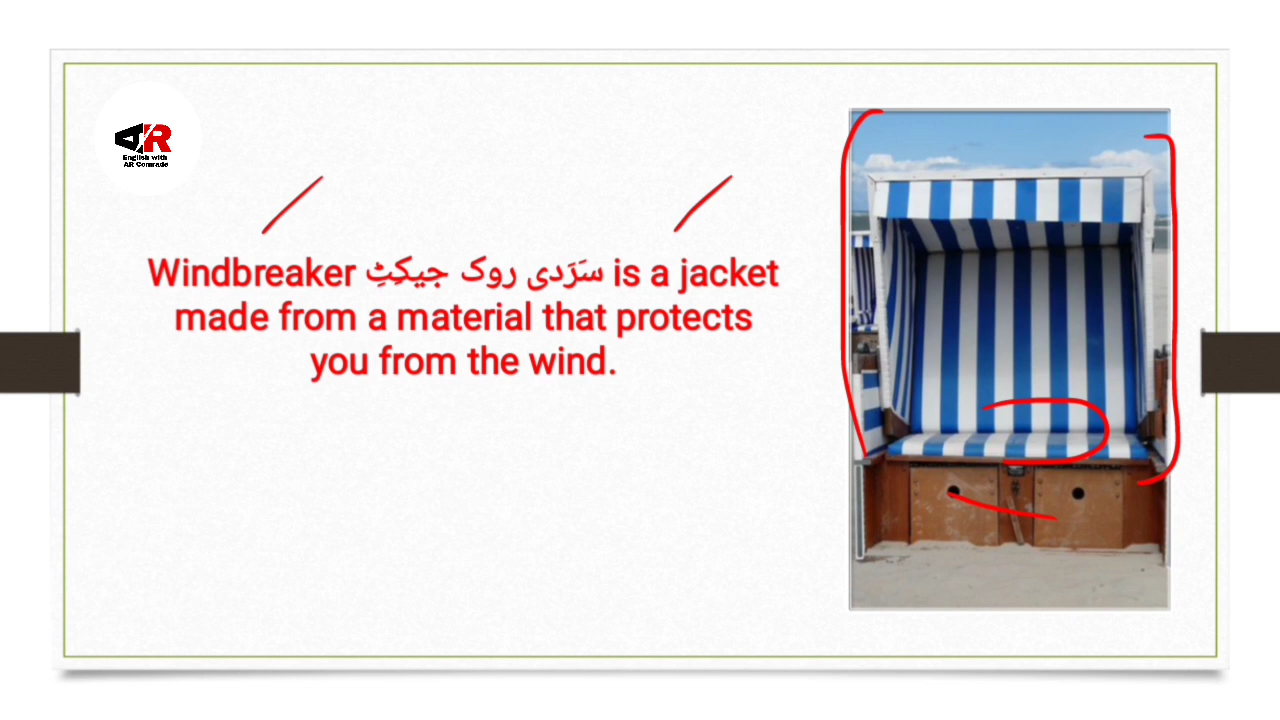 AR
English with
AR Comrade
Windbreaker سَرَدی روک جیکِٹِ is a jacket
made from a material that protects
you from the wind.